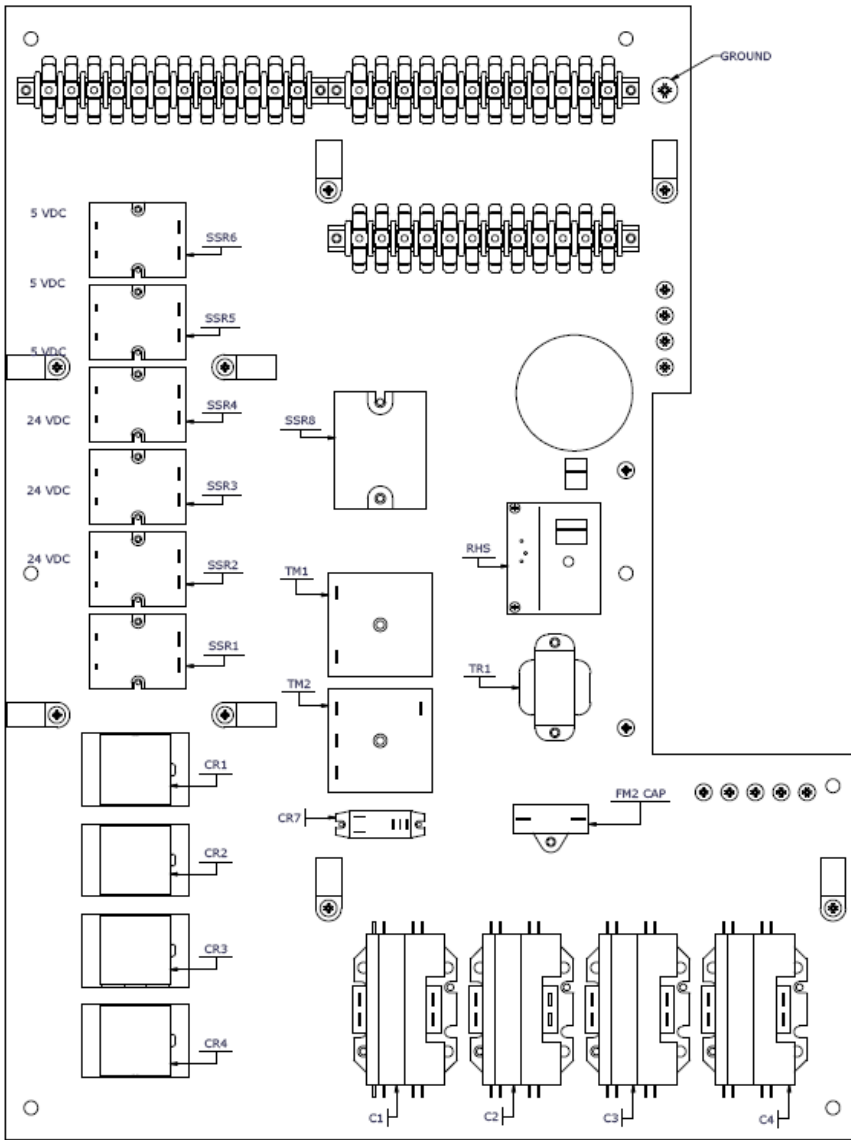 GROUND
5 VDC
SSR6
5 VDC
SSR5
5 VDC
SSR4
24 VDC
SSR8
SSR3
24 VDC
RHS
SSR2
24 VDC
TM1
SSR1
TR1
TM2
CR1
FM2 CAP
CR7
CR2
CR3
CR4
C1
C2
C3
C4